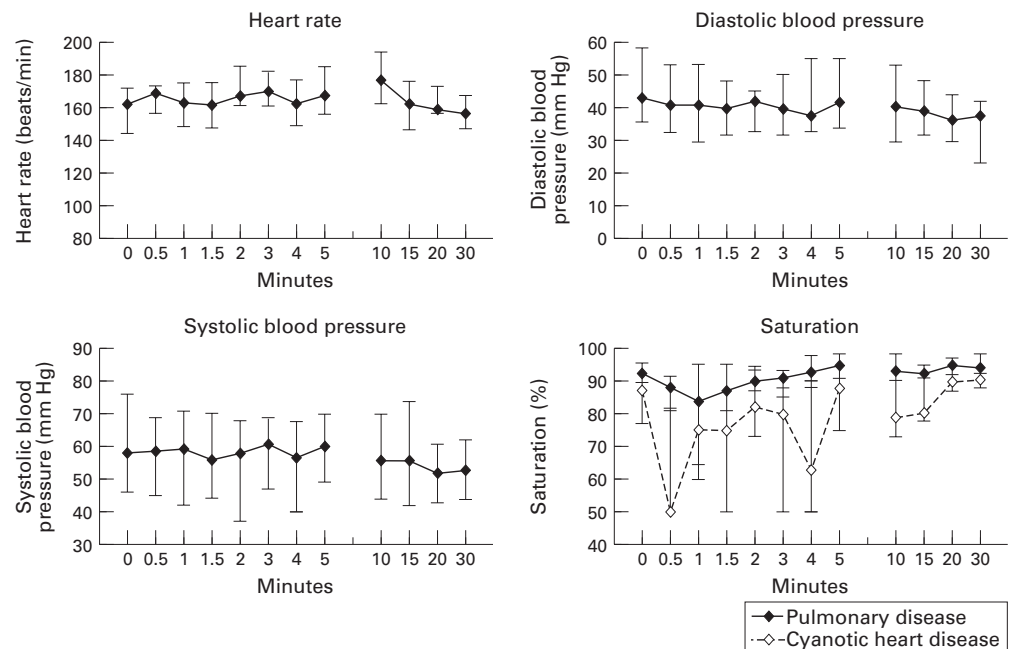 Heart rate
Heart rate (beats/min)
200
180
160
140
120
100
80
0 0.5 1 1.5 2 3 4 5 10 15 20 30
Minutes
Diastolic blood pressure
Diastolic blood
pressure (mm Hg)
60
50
40
30
20
10
0
0 0.5 1 1.5 2 3 4 5 10 15 20 30
Minutes
Systolic blood pressure
Systolic blood
pressure (mm Hg)
90
80
70
60
50
40
30
0 0.5 1 1.5 2 3 4 5 10 15 20 30
Minutes
Saturation
Saturation (%)
100
90
80
70
60
50
40
0 0.5 1 1.5 2 3 4 5 10 15 20 30
Minutes
Pulmonary disease
Cyanotic heart disease